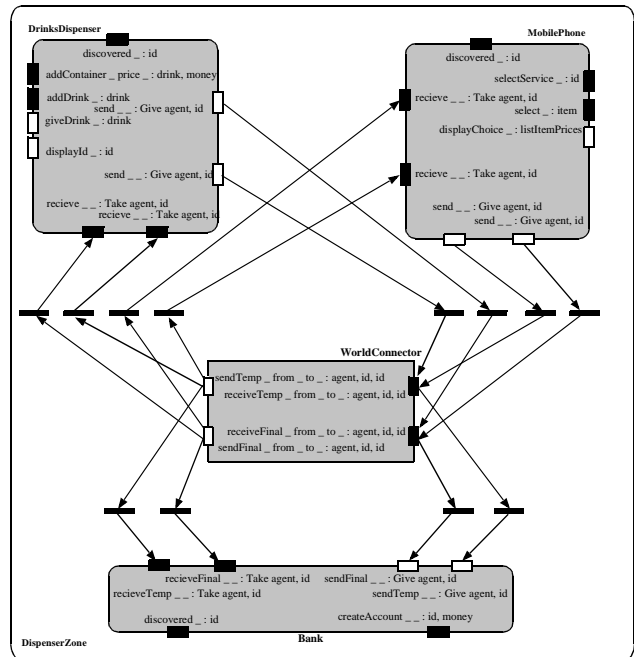 DrinksDispenser
discovered _ : id
addContainer _ price _ : drink, money
addDrink _ : drink
send _ _ : Give agent, id
giveDrink _ : drink
displayId _ : id
send _ _ : Give agent, id
recieve _ _ : Take agent, id
recieve _ _ : Take agent, id
MobilePhone
discovered _ : id
selectService _ : id
recieve _ _ : Take agent, id
select _ : item
displayChoice _ : listItemPrices
recieve _ _ : Take agent, id
send _ _ : Give agent, id
send _ _ : Give agent, id
WorldConnector
sendTemp _ from _ to _ : agent, id, id
receiveTemp _ from _ to _ : agent, id, id
receiveFinal _ from _ to _ : agent, id, id
sendFinal _ from _ to _ : agent, id, id
recieveFinal _ _ : Take agent, id
sendFinal _ : Give agent, id
recieveTemp _ _ : Take agent, id
sendTemp _ _ : Give agent, id
discovered _ : id
createAccount _ _ : id, money
Bank
DispenserZone